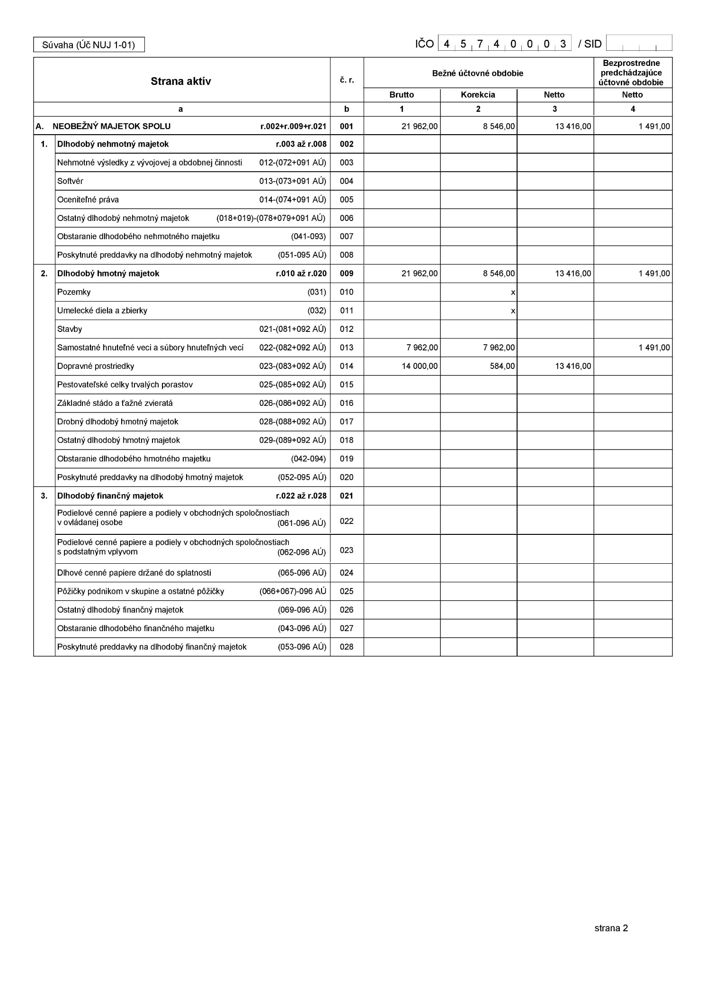 Súvaha (Úč NUJ 1-01)
IČO 4 5 7 4 0 0 0 3 / SID
Strana aktív č. r. Bežné účtovné obdobie Bezprostredne predchádzajúce účtovné obdobie
Brutto Korekcia Netto Netto
a b 1 2 3 4
A. NEOBEŽNÝ MAJETOK SPOLU r.002+r.009+r.021 001 21 962,00 8 546,00 13 416,00 1 491,00
1. Dlhodobý nehmotný majetok r.003 až r.008 002
Nehmotné výsledky z vývojovej a obdobnej činnosti 012-(072+091 AÚ) 003
Softvér 013-(073+091 AÚ) 004
Oceniteľné práva 014-(074+091 AÚ) 005
Ostatný dlhodobý nehmotný majetok (018+019)-(078+079+091 AÚ) 006
Obstaranie dlhodobého nehmotného majetku (041-093) 007
Poskytnuté preddavky na dlhodobý nehmotný majetok (051-095 AÚ) 008
2. Dlhodobý hmotný majetok r.010 až r.020 009 21 962,00 8 546,00 13 416,00 1 491,00
Pozemky (031) 010 x
Umelecké diela a zbierky (032) 011 x
Stavby 021-(081+092 AÚ) 012
Samostatné hnuteľné veci a súbory hnuteľných vecí 022-(082+092 AÚ) 013 7 962,00 7 962,00 1 491,00
Dopravné prostriedky 023-(083+092 AÚ) 014 14 000,00 584,00 13 416,00
Pestovateľské celky trvalých porastov 025-(085+092 AÚ) 015
Základné stádo a ťažné zvieratá 026-(086+092 AÚ) 016
Drobný dlhodobý hmotný majetok 028-(088+092 AÚ) 017
Ostatný dlhodobý hmotný majetok 029-(089+092 AÚ) 018
Obstaranie dlhodobého hmotného majetku (042-094) 019
Poskytnuté preddavky na dlhodobý hmotný majetok (052-095 AÚ) 020
3. Dlhodobý finančný majetok r.022 až r.028 021
Podielové cenné papiere a podiely v obchodných spoločnostiach
v ovládanej osobe (061-096 AÚ) 022
Podielové cenné papiere a podiely v obchodných spoločnostiach
s podstatným vplyvom (062-096 AÚ) 023
Dlhové cenné papiere držané do splatnosti (065-096 AÚ) 024
Pôžičky podnikom v skupine a ostatné pôžičky (066+067)-096 AÚ 025
Ostatný dlhodobý finančný majetok (069-096 AÚ) 026
Obstaranie dlhodobého finančného majetku (043-096 AÚ) 027
Poskytnuté preddavky na dlhodobý finančný majetok (053-096 AÚ) 028
strana 2